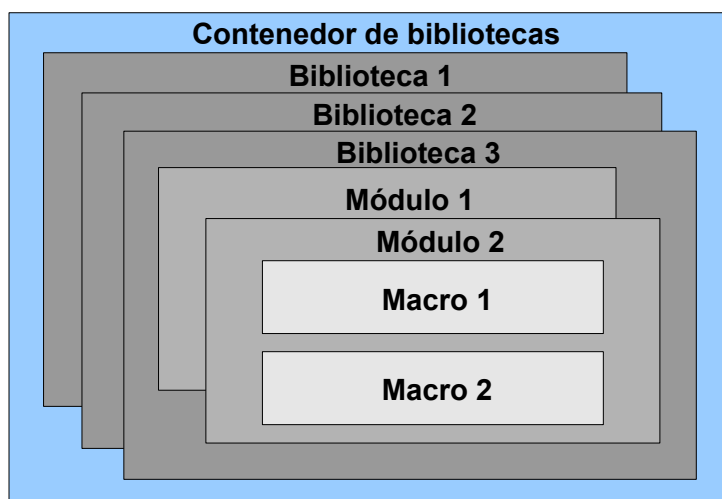 Contenedor de bibliotecas
Biblioteca 1
Biblioteca 2
Biblioteca 3
Módulo 1
Módulo 2
Macro 1
Macro 2